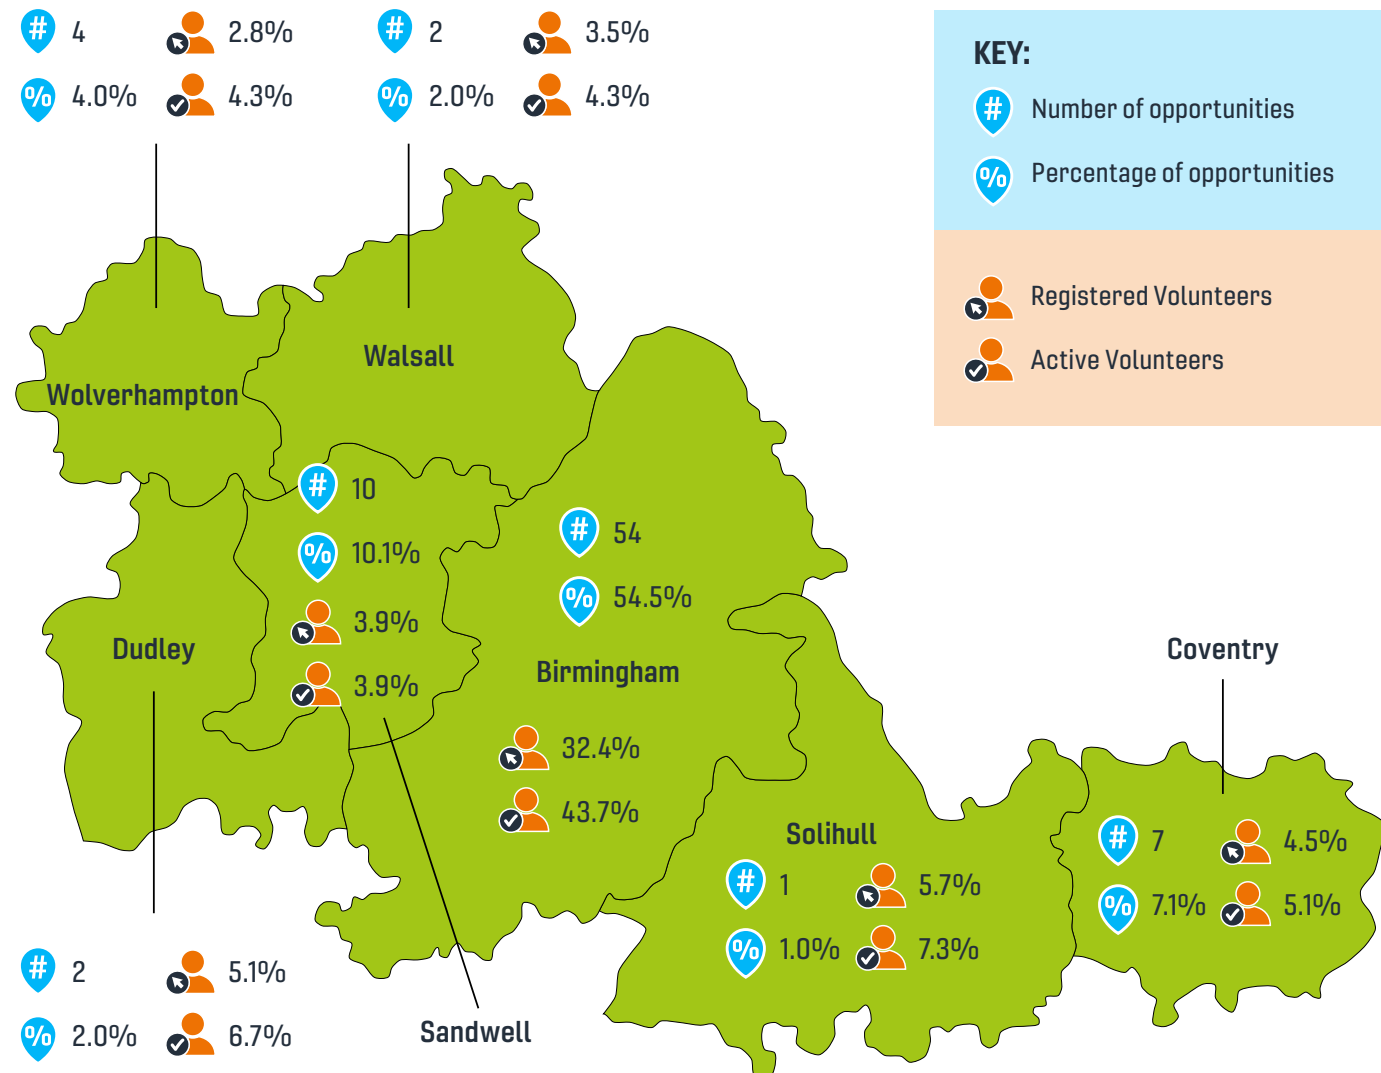 # 4 2.8%
% 4.0% 4.3%
# 2 3.5%
% 2.0% 4.3%
KEY:
# Number of opportunities
% Percentage of opportunities
Registered Volunteers
Active Volunteers
Walsall
Wolverhampton
# 10
% 10.1%
3.9%
3.9%
# 54
% 54.5%
Birmingham
32.4%
43.7%
Dudley
Coventry
Solihull
# 1 5.7%
% 1.0% 7.3%
# 7 4.5%
% 7.1% 5.1%
# 2 5.1%
% 2.0% 6.7%
Sandwell